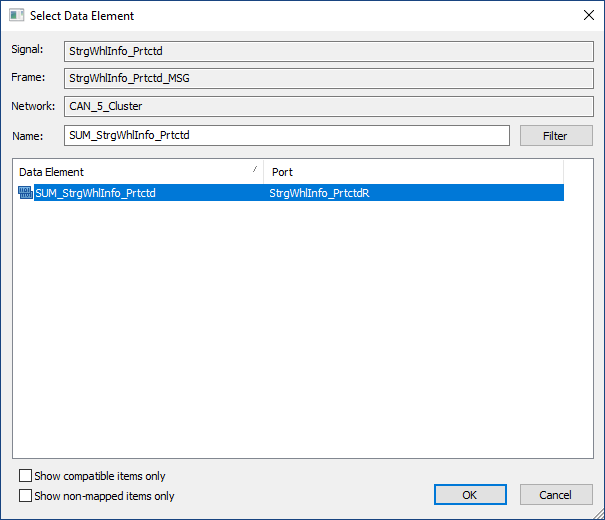 Select Data Element
Signal: StrgWhlInfo_Prtctd
Frame: StrgWhlInfo_Prtctd_MSG
Network: CAN_5_Cluster
Name: SUM_StrgWhlInfo_Prtctd Filter
Data Element Port
SUM_StrgWhlInfo_Prtctd StrgWhlInfo_PrtctdR
Show compatible items only
Show non-mapped items only
OK Cancel